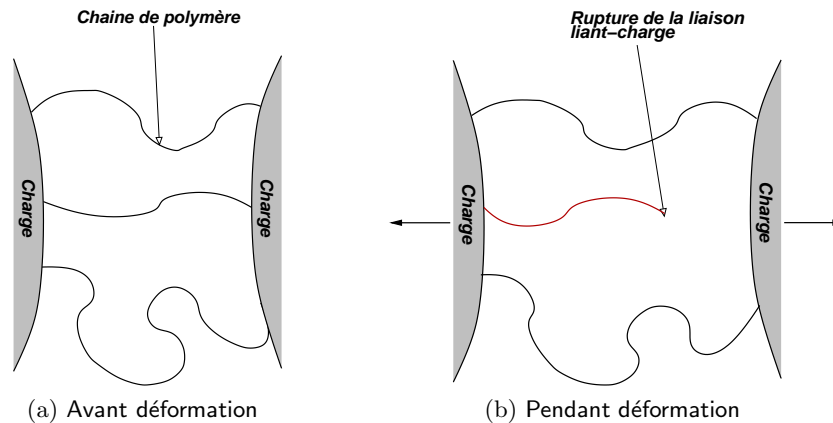 Chaine de polymère
Rupture de la liaison
liant-charge
Charge
Charge
Charge
Charge
(a) Avant déformation
(b) Pendant déformation